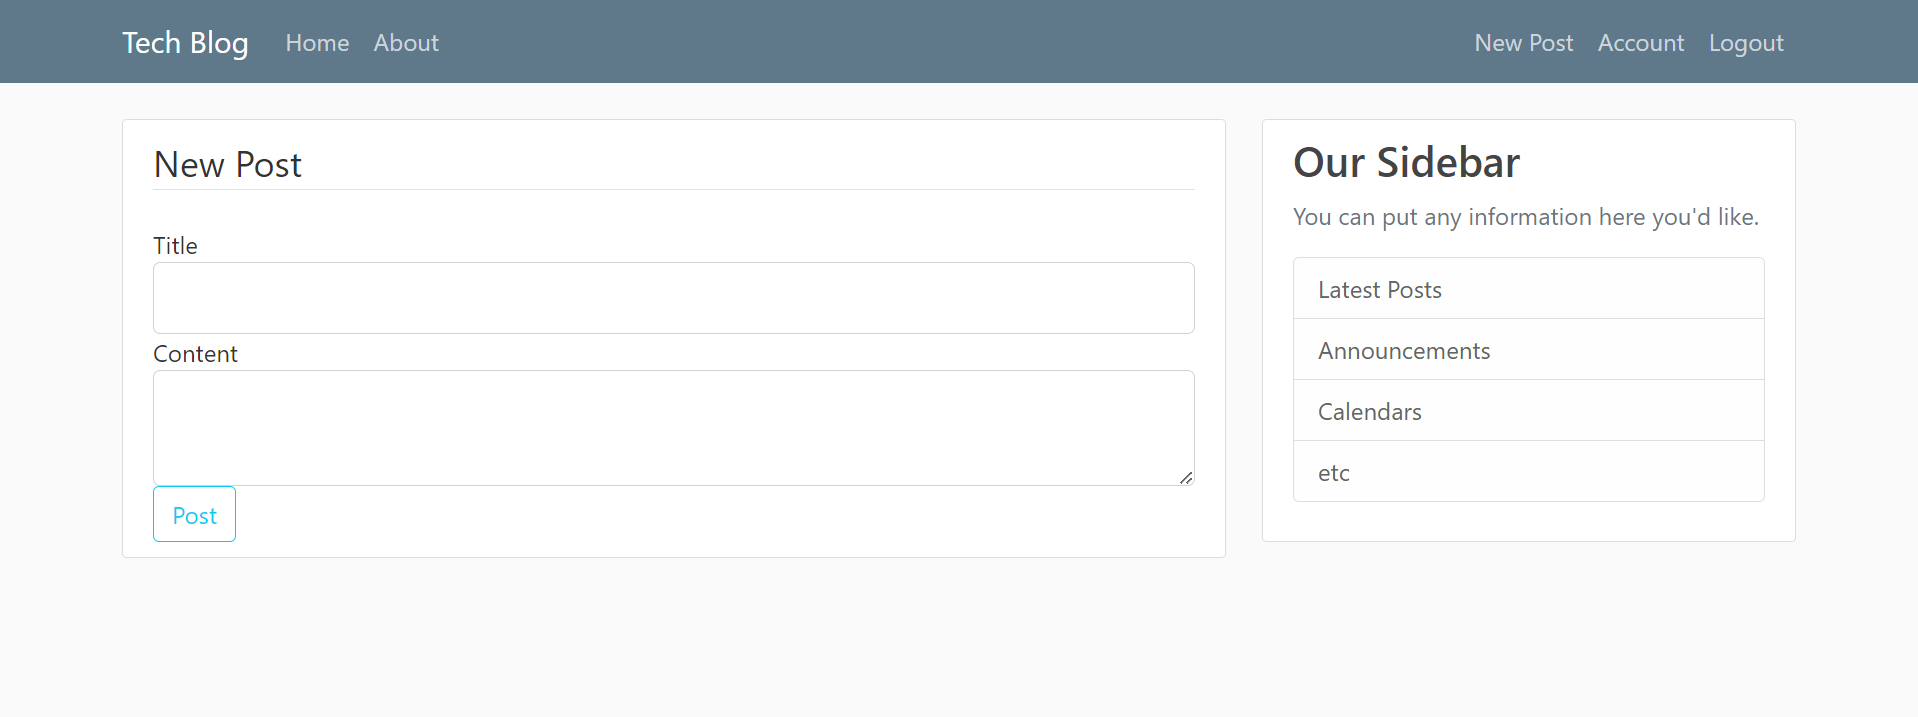 Tech Blog Home About New Post Account Logout
New Post
Title
Content
Post
Our Sidebar
You can put any information here you'd like.
Latest Posts
Announcements
Calendars
etc